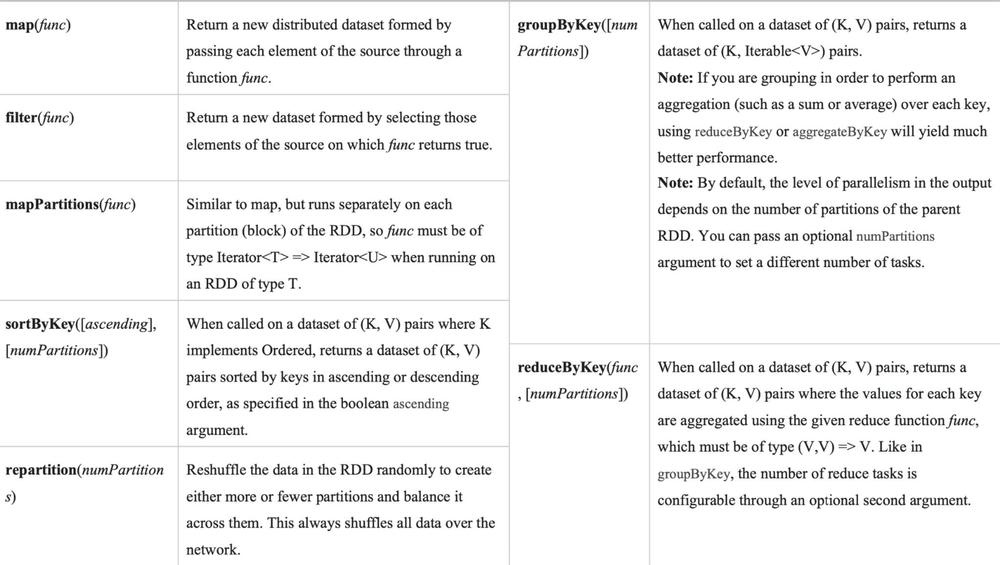 map(func)
Return a new distributed dataset formed by
passing each element of the source through a
function func.
filter(func)
Return a new dataset formed by selecting those
elements of the source on which func returns true.
mapPartitions(func)
Similar to map, but runs separately on each
partition (block) of the RDD, so func must be of
type Iterator<T> => Iterator<U> when running on
an RDD of type T.
sortByKey([ascending],
[numPartitions])
When called on a dataset of (K, V) pairs where K
implements Ordered, returns a dataset of (K, V)
pairs sorted by keys in ascending or descending
order, as specified in the boolean ascending
argument.
repartition(numPartition
s)
Reshuffle the data in the RDD randomly to create
either more or fewer partitions and balance it
across them. This always shuffles all data over the
network.
groupByKey([num
Partitions])
When called on a dataset of (K, V) pairs, returns a
dataset of (K, Iterable<V>) pairs.
Note: If you are grouping in order to perform an
aggregation (such as a sum or average) over each key,
using reduceByKey or aggregateByKey will yield much
better performance.
Note: By default, the level of parallelism in the output
depends on the number of partitions of the parent
RDD. You can pass an optional numPartitions
argument to set a different number of tasks.
reduceByKey(func
, [numPartitions])
When called on a dataset of (K, V) pairs, returns a
dataset of (K, V) pairs where the values for each key
are aggregated using the given reduce function func,
which must be of type (V,V) => V. Like in
groupByKey, the number of reduce tasks is
configurable through an optional second argument.